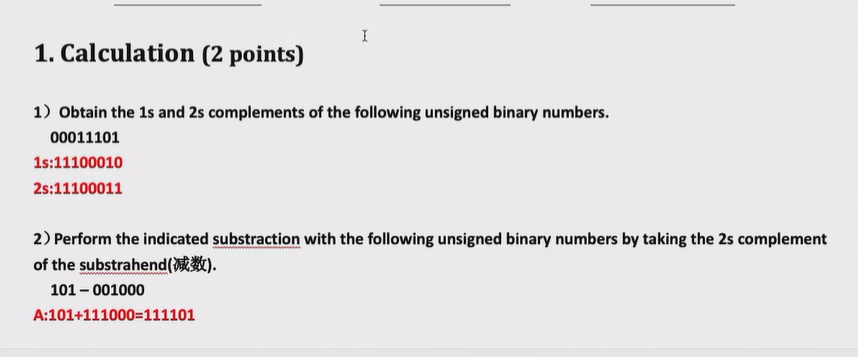 1. Calculation (2 points)
1）Obtain the 1s and 2s complements of the following unsigned binary numbers.
00011101
1s:11100010
2s:11100011
2）Perform the indicated substraction with the following unsigned binary numbers by taking the 2s complement
of the substrahend(减数).
101 – 001000
A:101+111000=111101